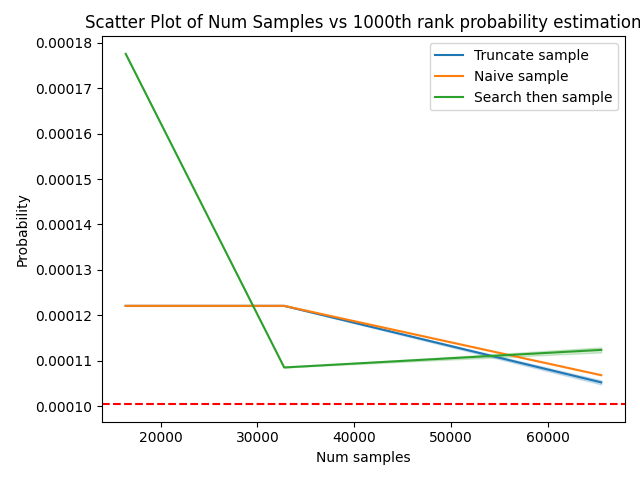 Scatter Plot of Num Samples vs 1000th rank probability estimation
0.00018
0.00017
0.00016
0.00015
0.00014
0.00013
0.00012
0.00011
0.00010
Probability
Truncate sample
Naive sample
Search then sample
20000 30000 40000 50000 60000
Num samples